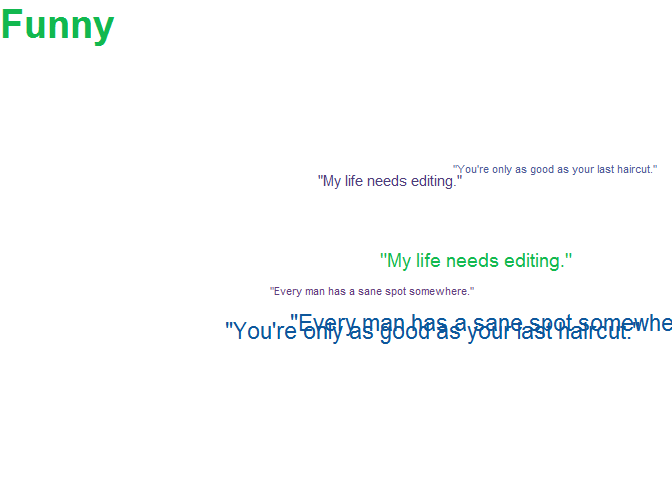 Funny
"You're only as good as your last haircut."
"My life needs editing."
"My life needs editing."
"Every man has a sane spot somewhere."
"Every man has a sane spot somewhe
"You're only as good as your last haircut."